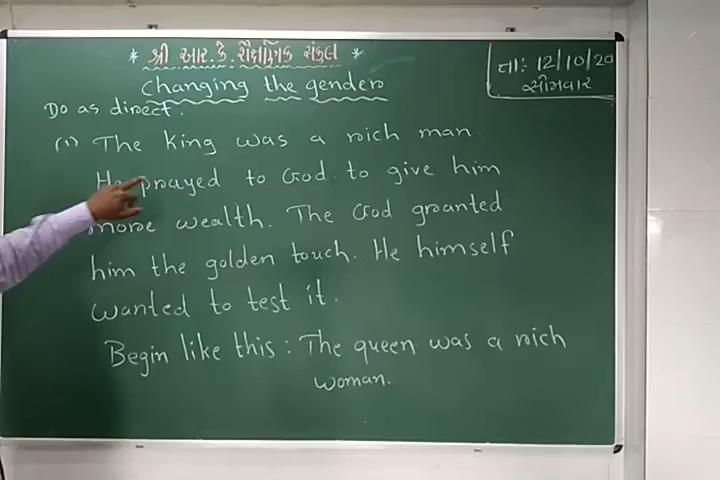 * શ્રી આર. કે. શૈક્ષણિક સંકુલ *
તા: 12/10/20
સોમવાર
Changing the gender
Do as direct.
(1) The king was a rich man.
He prayed to God to give him
more wealth. The God granted
him the golden touch. He himself
wanted to test it.
Begin like this: The queen was a rich
woman.